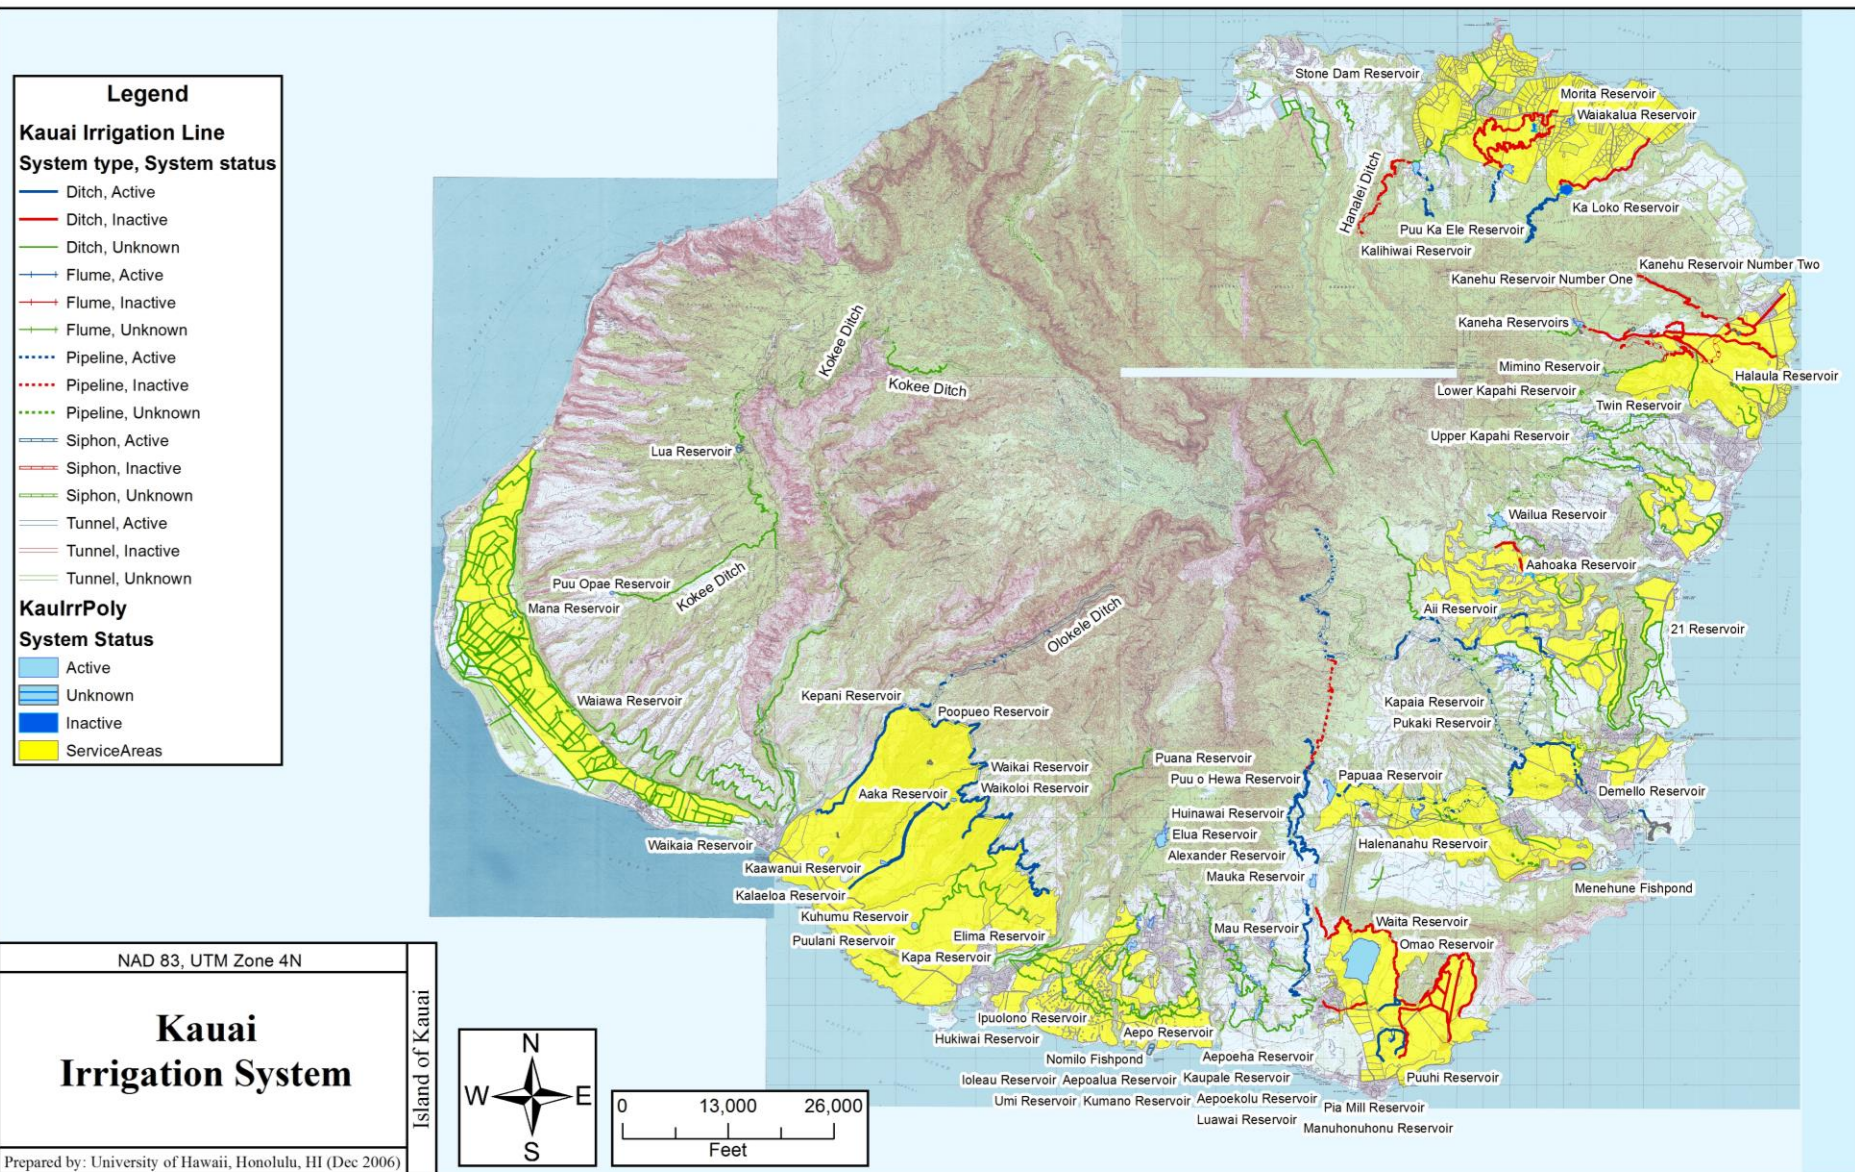 Legend
Kauai Irrigation Line
System type, System status
Ditch, Active
Ditch, Inactive
Ditch, Unknown
Flume, Active
Flume, Inactive
Flume, Unknown
Pipeline, Active
Pipeline, Inactive
Pipeline, Unknown
Siphon, Active
Siphon, Inactive
Siphon, Unknown
Tunnel, Active
Tunnel, Inactive
Tunnel, Unknown
KauIrrPoly
System Status
Active
Unknown
Inactive
ServiceAreas
Stone Dam Reservoir
Morita Reservoir
Waiakalua Reservoir
Hanalei Ditch
Ka Loko Reservoir
Puu Ka Ele Reservoir
Kalihiwai Reservoir
Kanehu Reservoir Number Two
Kanehu Reservoir Number One
Kaneha Reservoirs
Mimino Reservoir
Halaula Reservoir
Lower Kapahi Reservoir
Twin Reservoir
Upper Kapahi Reservoir
Kokee Ditch
Kokee Ditch
Lua Reservoir
Wailua Reservoir
Aahoaka Reservoir
Puu Opae Reservoir
Kokee Ditch
Mana Reservoir
Olokele Ditch
Aii Reservoir
21 Reservoir
Waiawa Reservoir
Kepani Reservoir
Poopueo Reservoir
Kapaia Reservoir
Pukaki Reservoir
Puana Reservoir
Waikai Reservoir
Puu o Hewa Reservoir
Papuaa Reservoir
Aaka Reservoir
Waikoloi Reservoir
Demello Reservoir
Huinawai Reservoir
Elua Reservoir
Waikaia Reservoir
Halenanahu Reservoir
Alexander Reservoir
Kaawanui Reservoir
Mauka Reservoir
Menehune Fishpond
Kalaeloa Reservoir
Kuhumu Reservoir
Waita Reservoir
Mau Reservoir
Puulani Reservoir
Elima Reservoir
Omao Reservoir
Kapa Reservoir
Ipuolono Reservoir
Hukiwai Reservoir
Aepo Reservoir
Nomilo Fishpond
Aepoeha Reservoir
Ioleau Reservoir
Aepoalua Reservoir
Kaupale Reservoir
Puuhi Reservoir
Umi Reservoir
Kumano Reservoir
Aepoekolu Reservoir
Pia Mill Reservoir
Luawai Reservoir
Manuhonuhonu Reservoir
NAD 83, UTM Zone 4N
Kauai
Irrigation System
Island of Kauai
Prepared by: University of Hawaii, Honolulu, HI (Dec 2006)
N
W
E
S
0 13,000 26,000
Feet